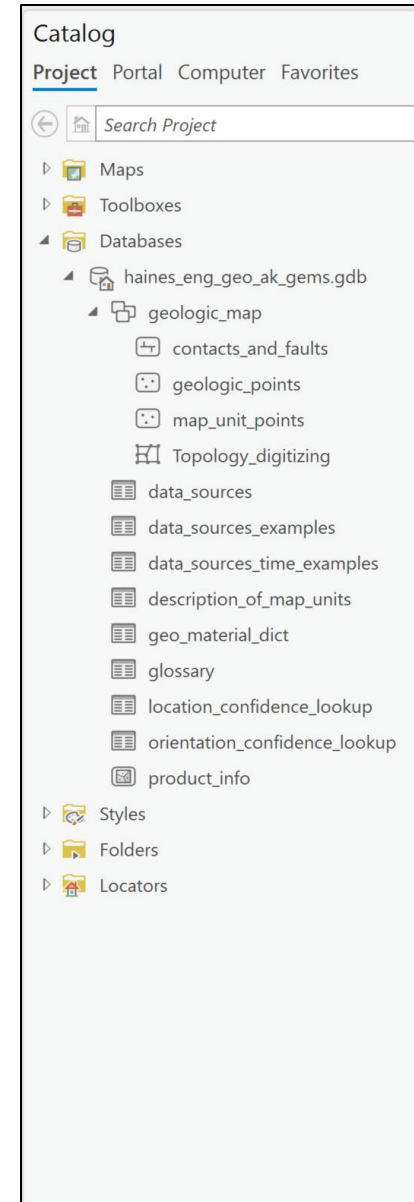 Catalog
Project Portal Computer Favorites
Search Project
Maps
Toolboxes
Databases
haines_eng_geo_ak_gems.gdb
geologic_map
contacts_and_faults
geologic_points
map_unit_points
Topology_digitizing
data_sources
data_sources_examples
data_sources_time_examples
description_of_map_units
geo_material_dict
glossary
location_confidence_lookup
orientation_confidence_lookup
product_info
Styles
Folders
Locators